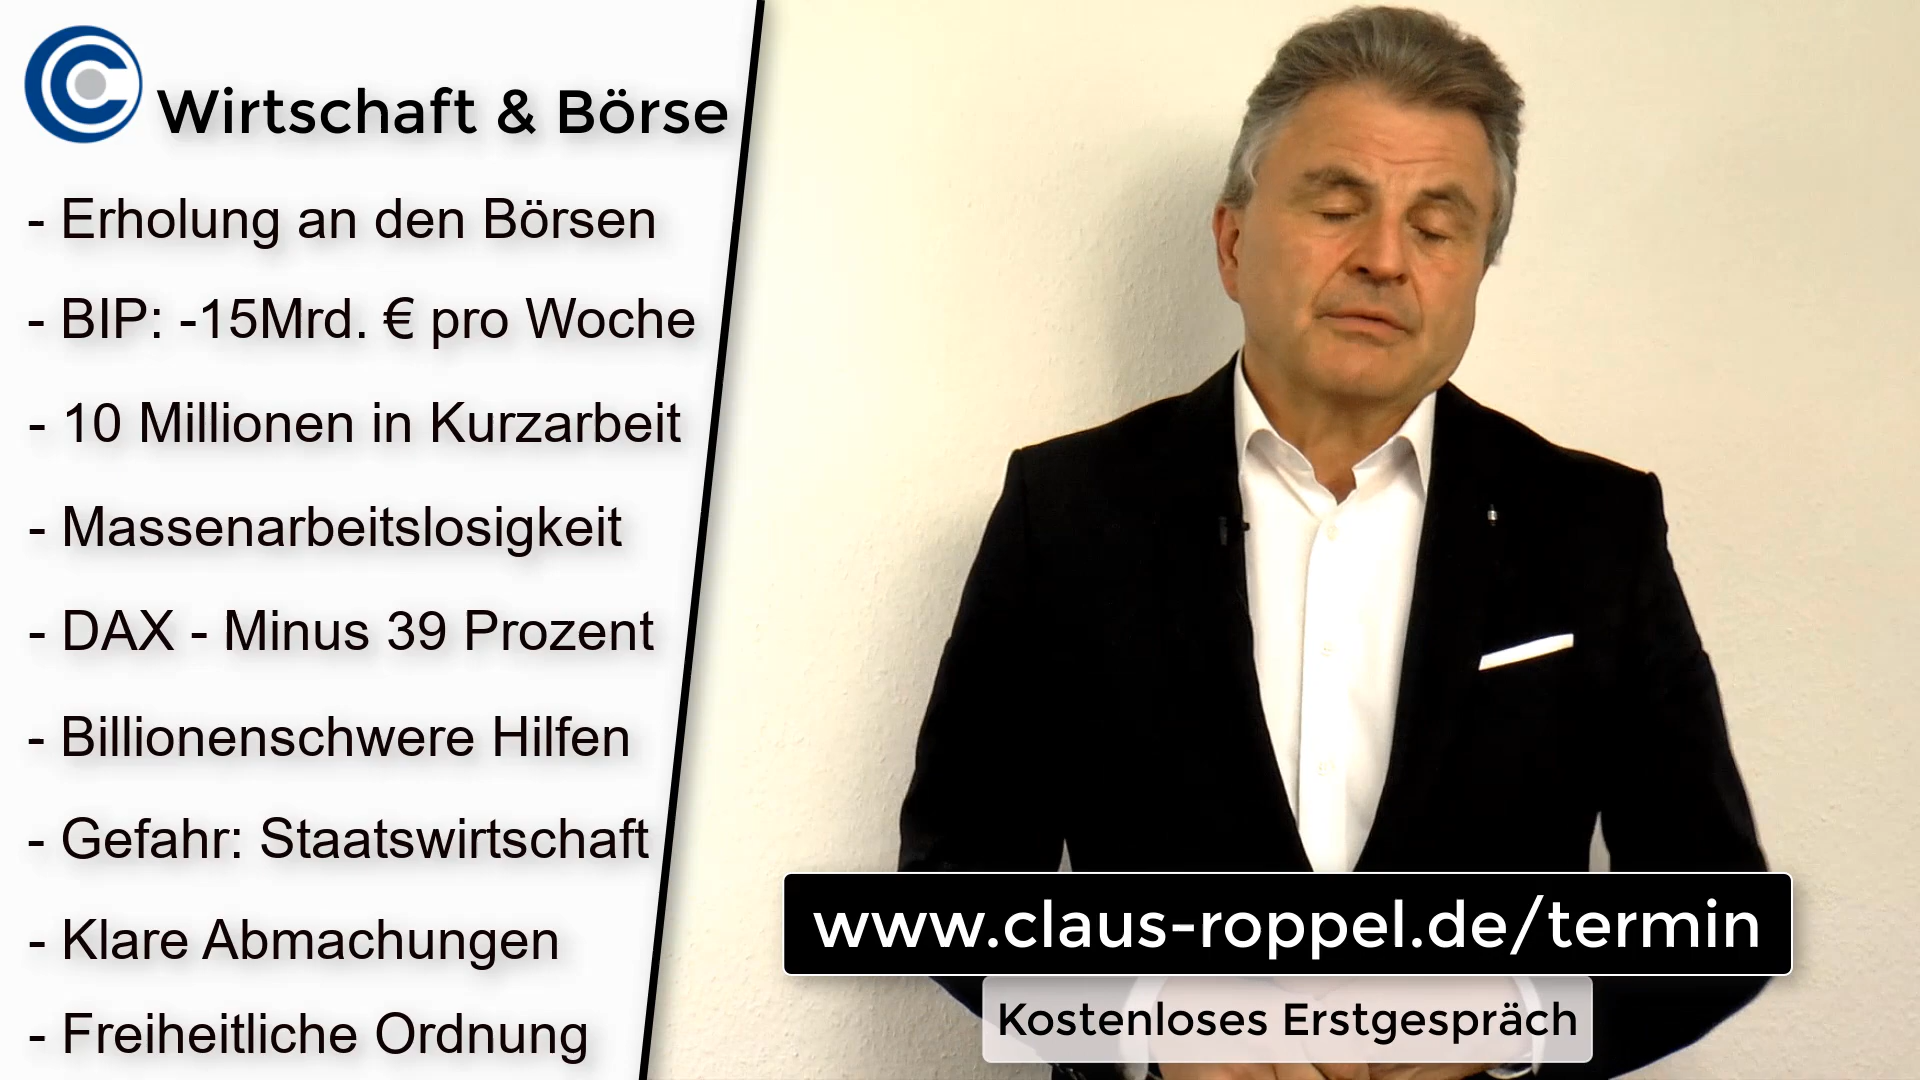 Wirtschaft & Börse
- Erholung an den Börsen
- BIP: -15Mrd. € pro Woche
- 10 Millionen in Kurzarbeit
- Massenarbeitslosigkeit
- DAX - Minus 39 Prozent
- Billionenschwere Hilfen
- Gefahr: Staatswirtschaft
- Klare Abmachungen
- Freiheitliche Ordnung
www.claus-roppel.de/termin
Kostenloses Erstgespräch